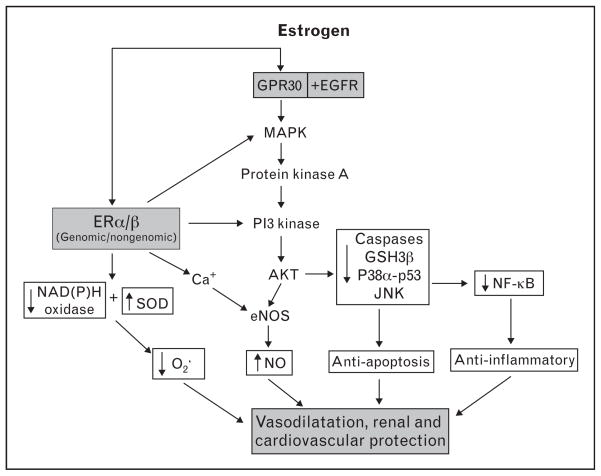 Estrogen
GPR30 +EGFR
MAPK
Protein kinase A
ERα/β
(Genomic/nongenomic)
PI3 kinase
Caspases
GSH3β
P38α-p53
JNK
Ca⁺
AKT
NAD(P)H
oxidase
+
SOD
NF-κB
eNOS
O₂·
NO
Anti-apoptosis
Anti-inflammatory
Vasodilatation, renal and
cardiovascular protection